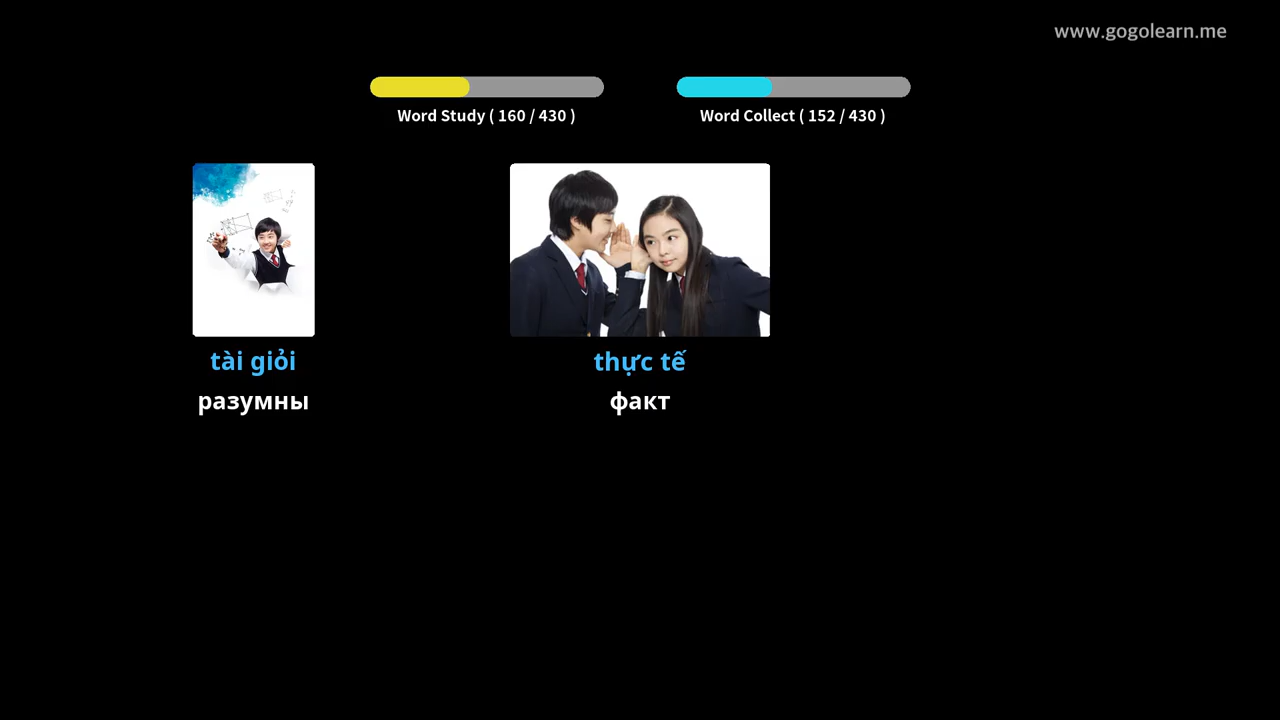 www.gogolearn.me
Word Study ( 160 / 430 )
Word Collect ( 152 / 430 )
tài giỏi
разумны
thực tế
факт